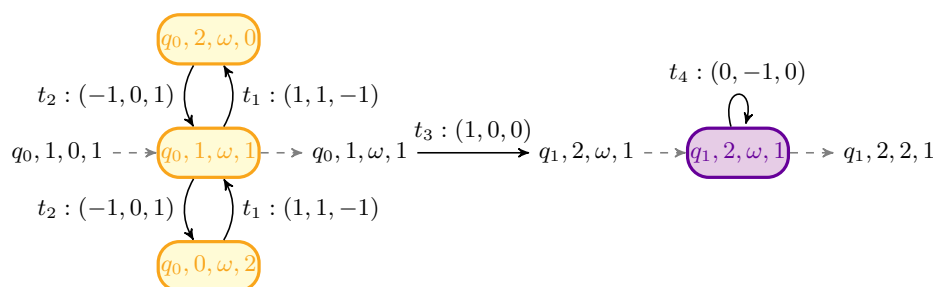 q₀, 2, ω, 0
t₄ : (0, −1, 0)
t₂ : (−1, 0, 1)
t₁ : (1, 1, −1)
t₃ : (1, 0, 0)
q₀, 1, 0, 1
q₀, 1, ω, 1
q₀, 1, ω, 1
q₁, 2, ω, 1
q₁, 2, ω, 1
q₁, 2, 2, 1
t₂ : (−1, 0, 1)
t₁ : (1, 1, −1)
q₀, 0, ω, 2